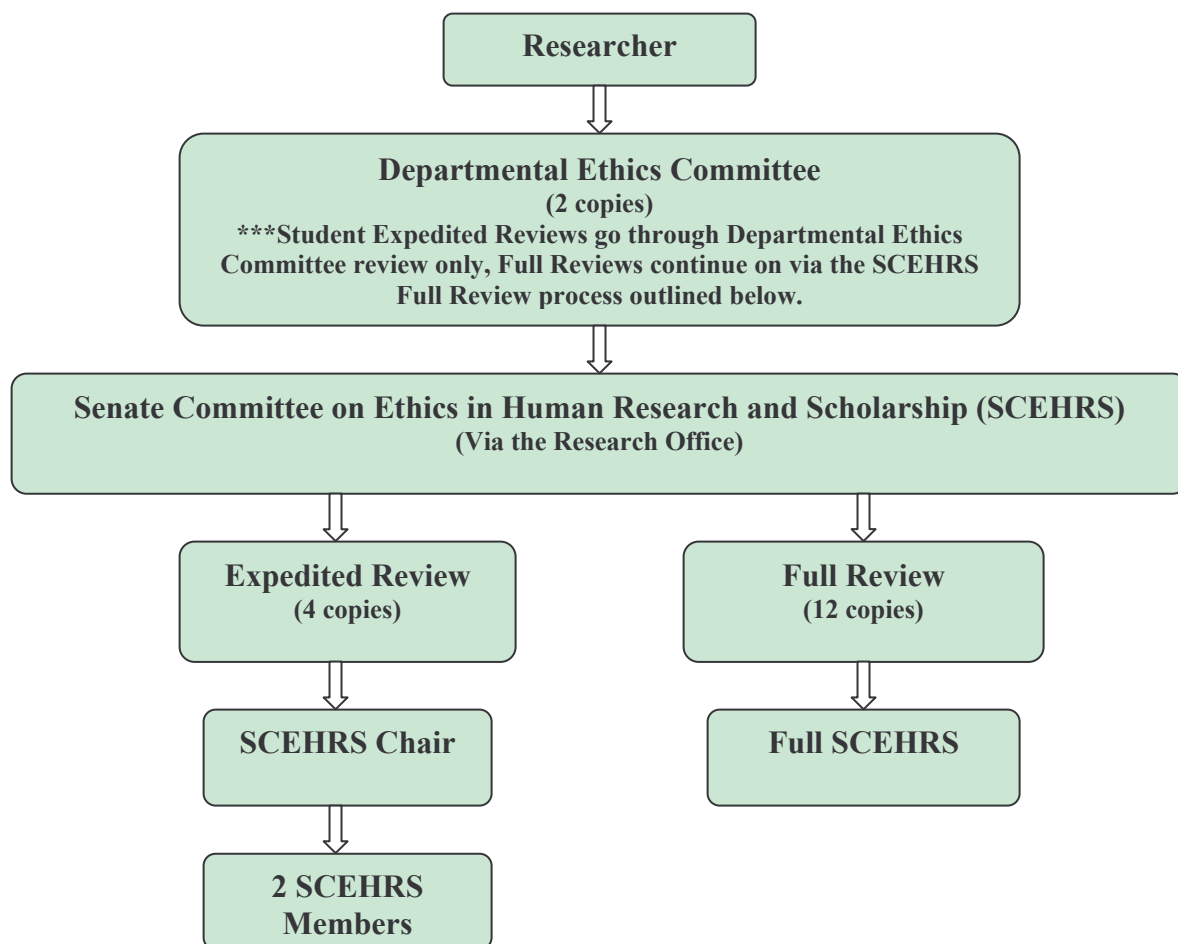 Researcher
Departmental Ethics Committee
(2 copies)
***Student Expedited Reviews go through Departmental Ethics
Committee review only, Full Reviews continue on via the SCEHRS
Full Review process outlined below.
Senate Committee on Ethics in Human Research and Scholarship (SCEHRS)
(Via the Research Office)
Expedited Review
(4 copies)
Full Review
(12 copies)
SCEHRS Chair
Full SCEHRS
2 SCEHRS
Members